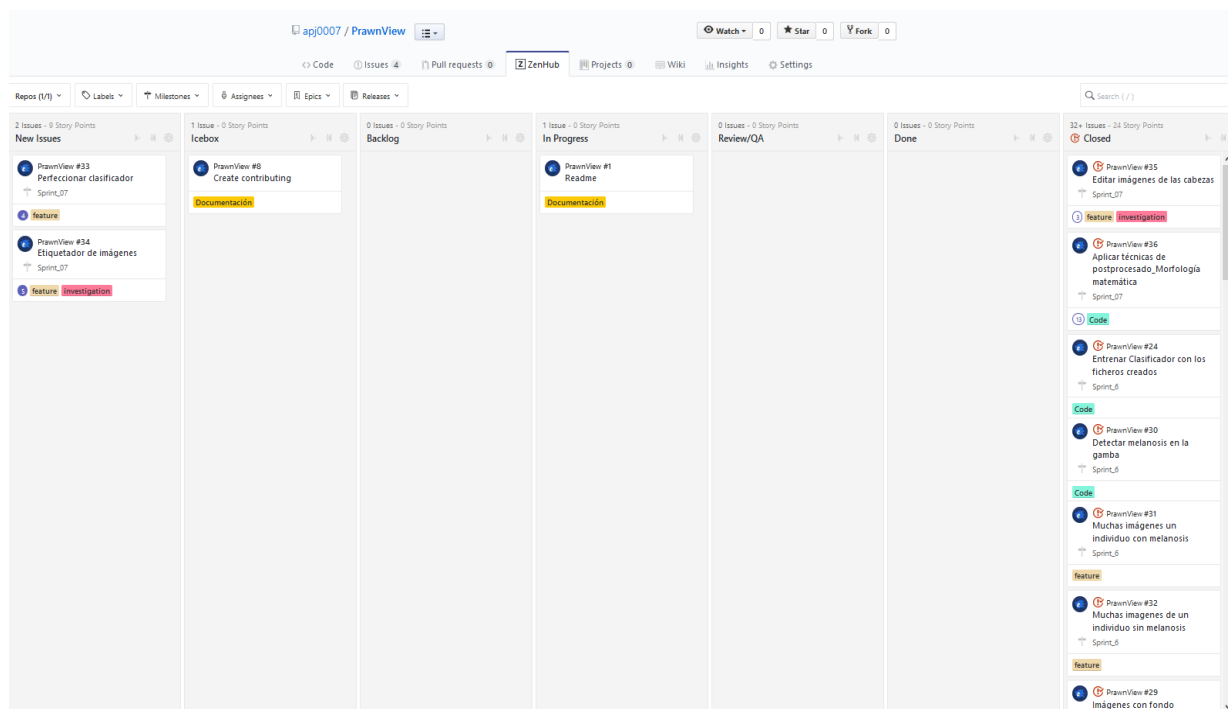 apj0007 / PrawnView
Watch 0 Star 0 Fork 0
Code Issues 4 Pull requests 0 ZenHub Projects 0 Wiki Insights Settings
Repos (1/1) Labels Milestones Assignees Epics Releases Search ( / )
2 Issues - 9 Story Points
New Issues
PrawnView #33
Perfeccionar clasificador
Sprint_07
4 feature
PrawnView #34
Etiquetador de imágenes
Sprint_07
5 feature investigation
1 Issue - 0 Story Points
Icebox
PrawnView #8
Create contributing
Documentación
0 Issues - 0 Story Points
Backlog
1 Issue - 0 Story Points
In Progress
PrawnView #1
Readme
Documentación
0 Issues - 0 Story Points
Review/QA
0 Issues - 0 Story Points
Done
32+ Issues - 24 Story Points
Closed
PrawnView #35
Editar imágenes de las cabezas
Sprint_07
3 feature investigation
PrawnView #36
Aplicar técnicas de
postprocesado_Morfología
matemática
Sprint_07
13 Code
PrawnView #24
Entrenar Clasificador con los
ficheros creados
Sprint_6
Code
PrawnView #30
Detectar melanosis en la
gamba
Sprint_6
Code
PrawnView #31
Muchas imágenes un
individuo con melanosis
Sprint_6
feature
PrawnView #32
Muchas imagenes de un
individuo sin melanosis
Sprint_6
feature
PrawnView #29
Imágenes con fondo